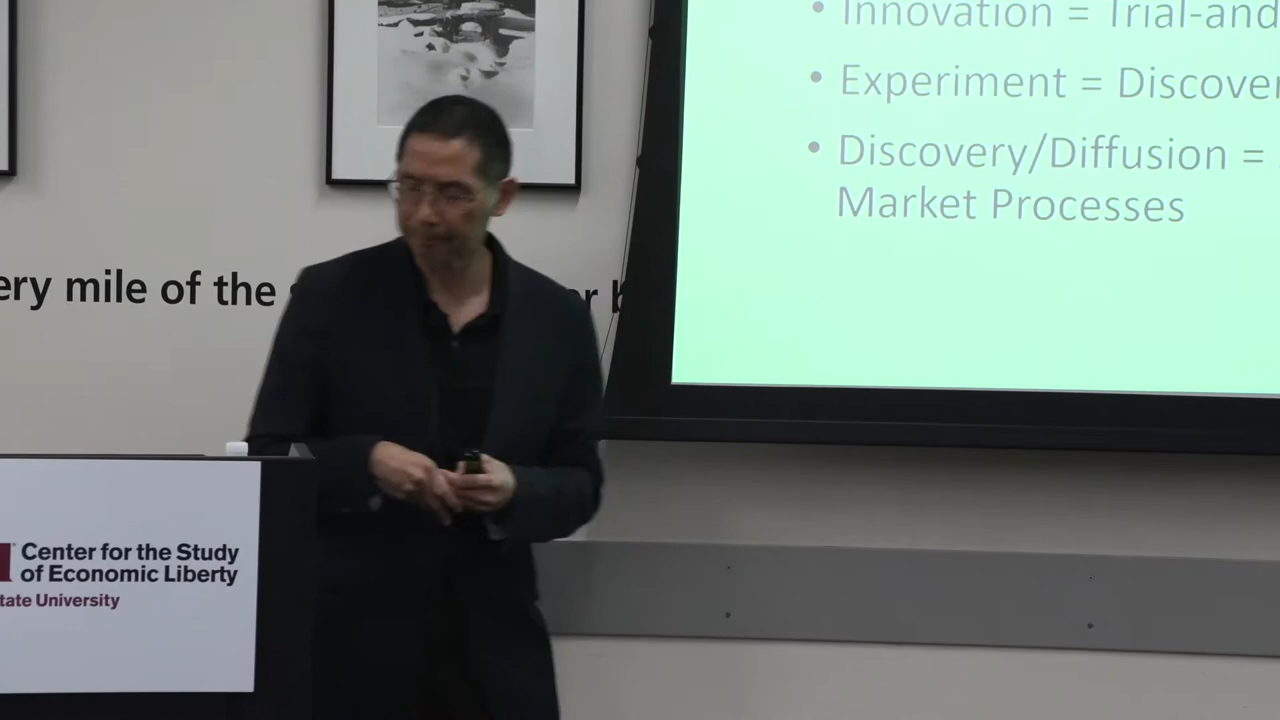 Innovation = Trial-and
Experiment = Discover
Discovery/Diffusion =
Market Processes
ery mile of the
er b
Center for the Study
of Economic Liberty
tate University